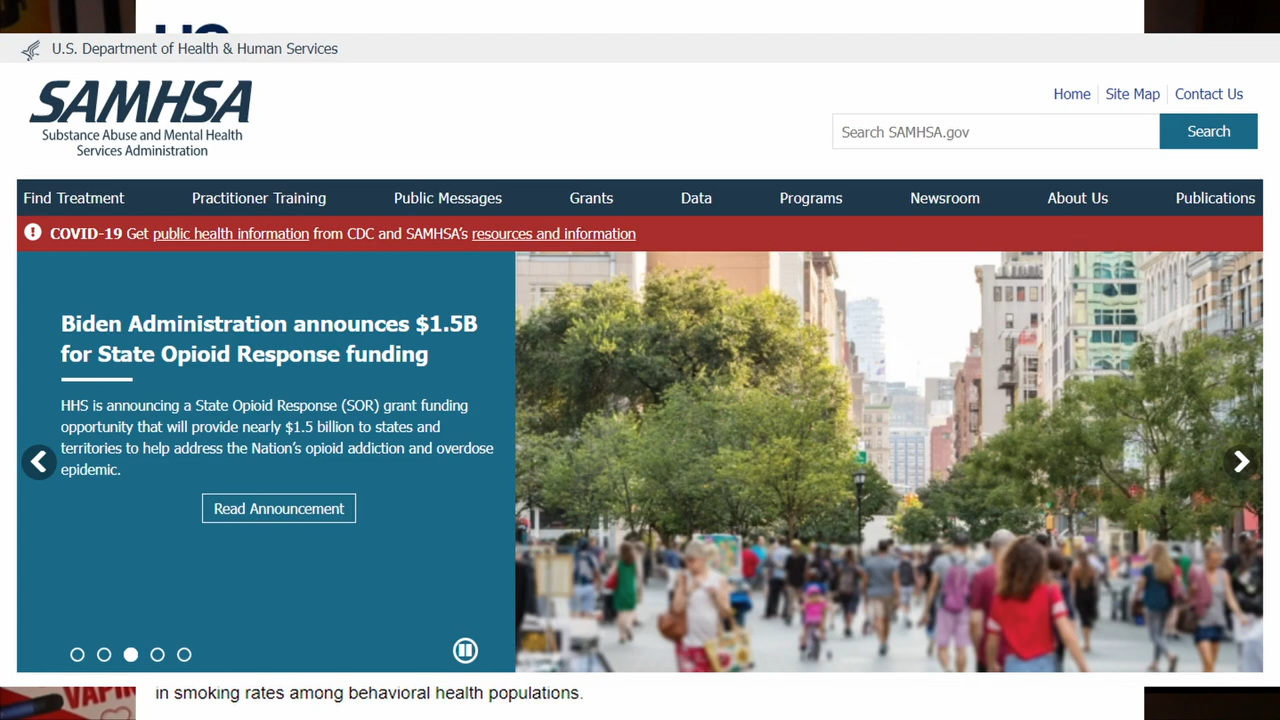 U.S. Department of Health & Human Services
SAMHSA
Substance Abuse and Mental Health
Services Administration
Home
Site Map
Contact Us
Search SAMHSA.gov
Search
Find Treatment
Practitioner Training
Public Messages
Grants
Data
Programs
Newsroom
About Us
Publications
COVID-19 Get public health information from CDC and SAMHSA's resources and information
Biden Administration announces $1.5B
for State Opioid Response funding
HHS is announcing a State Opioid Response (SOR) grant funding
opportunity that will provide nearly $1.5 billion to states and
territories to help address the Nation's opioid addiction and overdose
epidemic.
Read Announcement
in smoking rates among behavioral health populations.